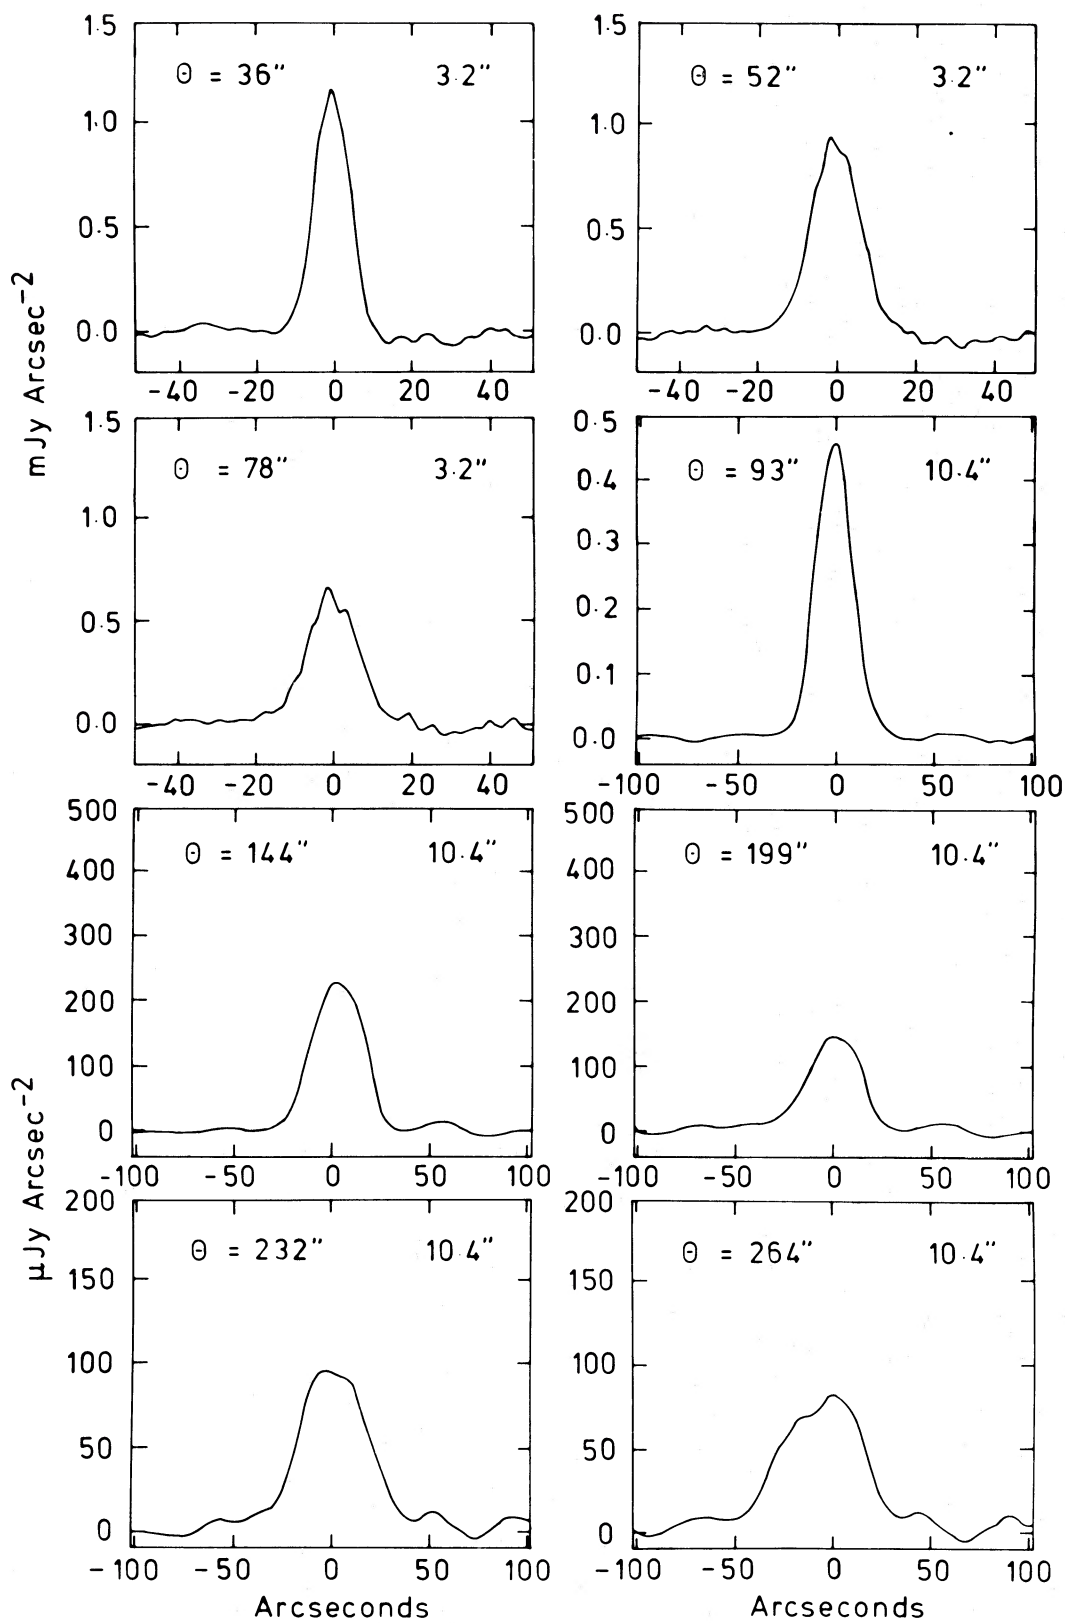 mJy Arcsec⁻²
μJy Arcsec⁻²
1.5
1.0
0.5
0.0
Θ = 36" 3.2"
-40 -20 0 20 40
1.5
1.0
0.5
0.0
Θ = 52" 3.2"
-40 -20 0 20 40
1.5
1.0
0.5
0.0
Θ = 78" 3.2"
-40 -20 0 20 40
0.5
0.4
0.3
0.2
0.1
0.0
Θ = 93" 10.4"
-100 -50 0 50 100
500
400
300
200
100
0
Θ = 144" 10.4"
-100 -50 0 50 100
500
400
300
200
100
0
Θ = 199" 10.4"
-100 -50 0 50 100
200
150
100
50
0
Θ = 232" 10.4"
-100 -50 0 50 100
Arcseconds
200
150
100
50
0
Θ = 264" 10.4"
-100 -50 0 50 100
Arcseconds